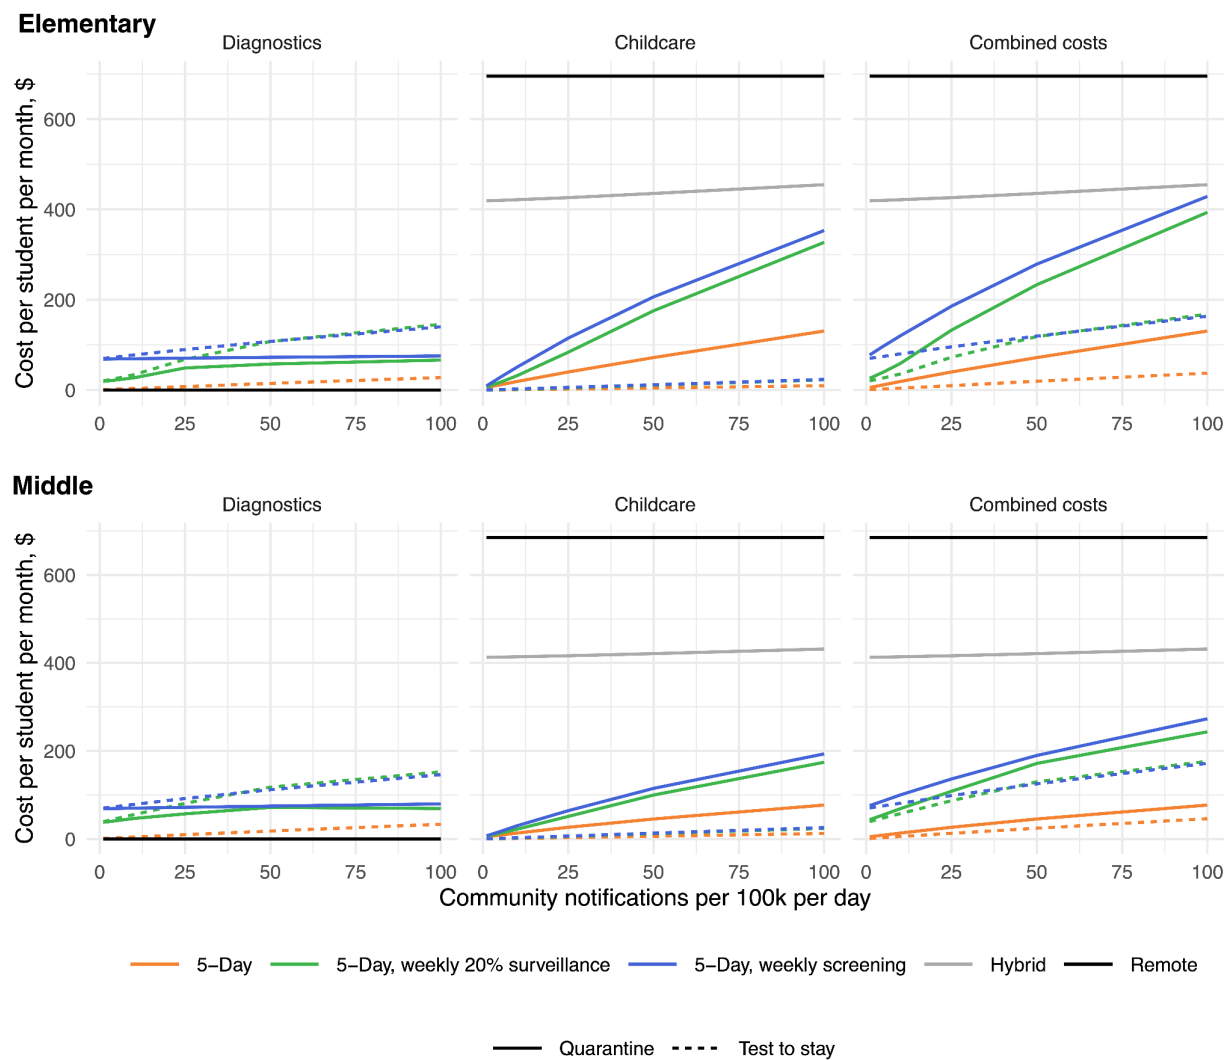 Elementary
Diagnostics Childcare Combined costs
Cost per student per month, $
600
400
200
0
0 25 50 75 100 0 25 50 75 100 0 25 50 75 100
Middle
Diagnostics Childcare Combined costs
Cost per student per month, $
600
400
200
0
0 25 50 75 100 0 25 50 75 100 0 25 50 75 100
Community notifications per 100k per day
5−Day 5−Day, weekly 20% surveillance 5−Day, weekly screening Hybrid Remote
Quarantine Test to stay